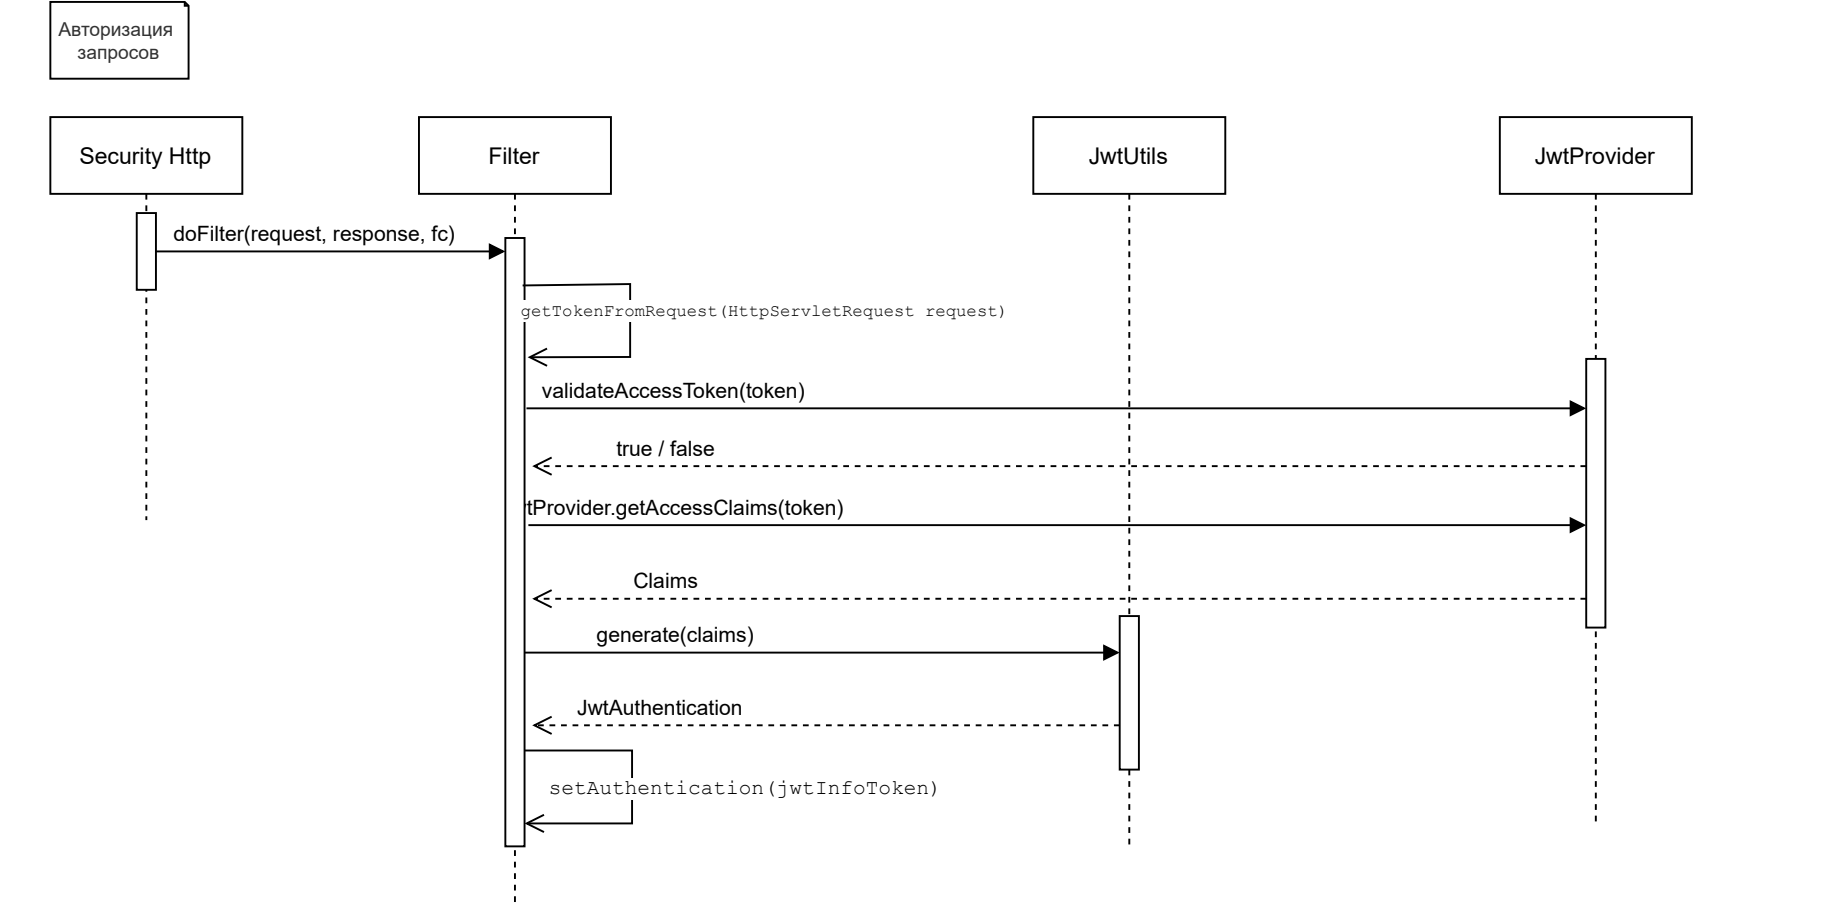 Авторизация
запросов
Security Http
Filter
JwtUtils
JwtProvider
doFilter(request, response, fc)
getTokenFromRequest(HttpServletRequest request)
validateAccessToken(token)
true / false
tProvider.getAccessClaims(token)
Claims
generate(claims)
JwtAuthentication
setAuthentication(jwtInfoToken)